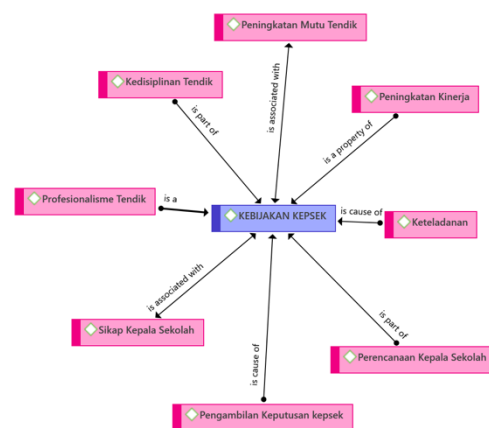 Peningkatan Mutu Tendik
Kedisiplinan Tendik
is associated with
Peningkatan Kinerja
is part of
is a property of
Profesionalisme Tendik
is a
KEBIJAKAN KEPSEK
is cause of
Keteladanan
is associated with
is part of
Sikap Kepala Sekolah
is cause of
Perencanaan Kepala Sekolah
Pengambilan Keputusan kepsek